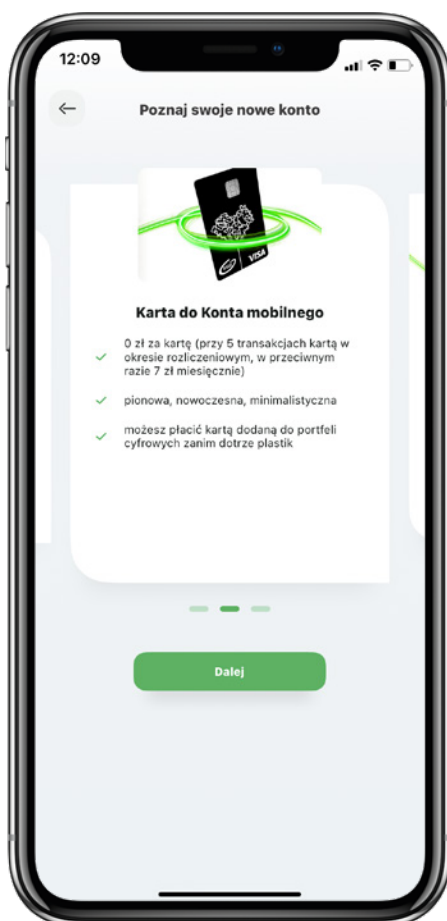 12:09
Poznaj swoje nowe konto
VISA
Karta do Konta mobilnego
0 zł za kartę (przy 5 transakcjach kartą w
okresie rozliczeniowym, w przeciwnym
razie 7 zł miesięcznie)
pionowa, nowoczesna, minimalistyczna
możesz płacić kartą dodaną do portfeli
cyfrowych zanim dotrze plastik
Dalej